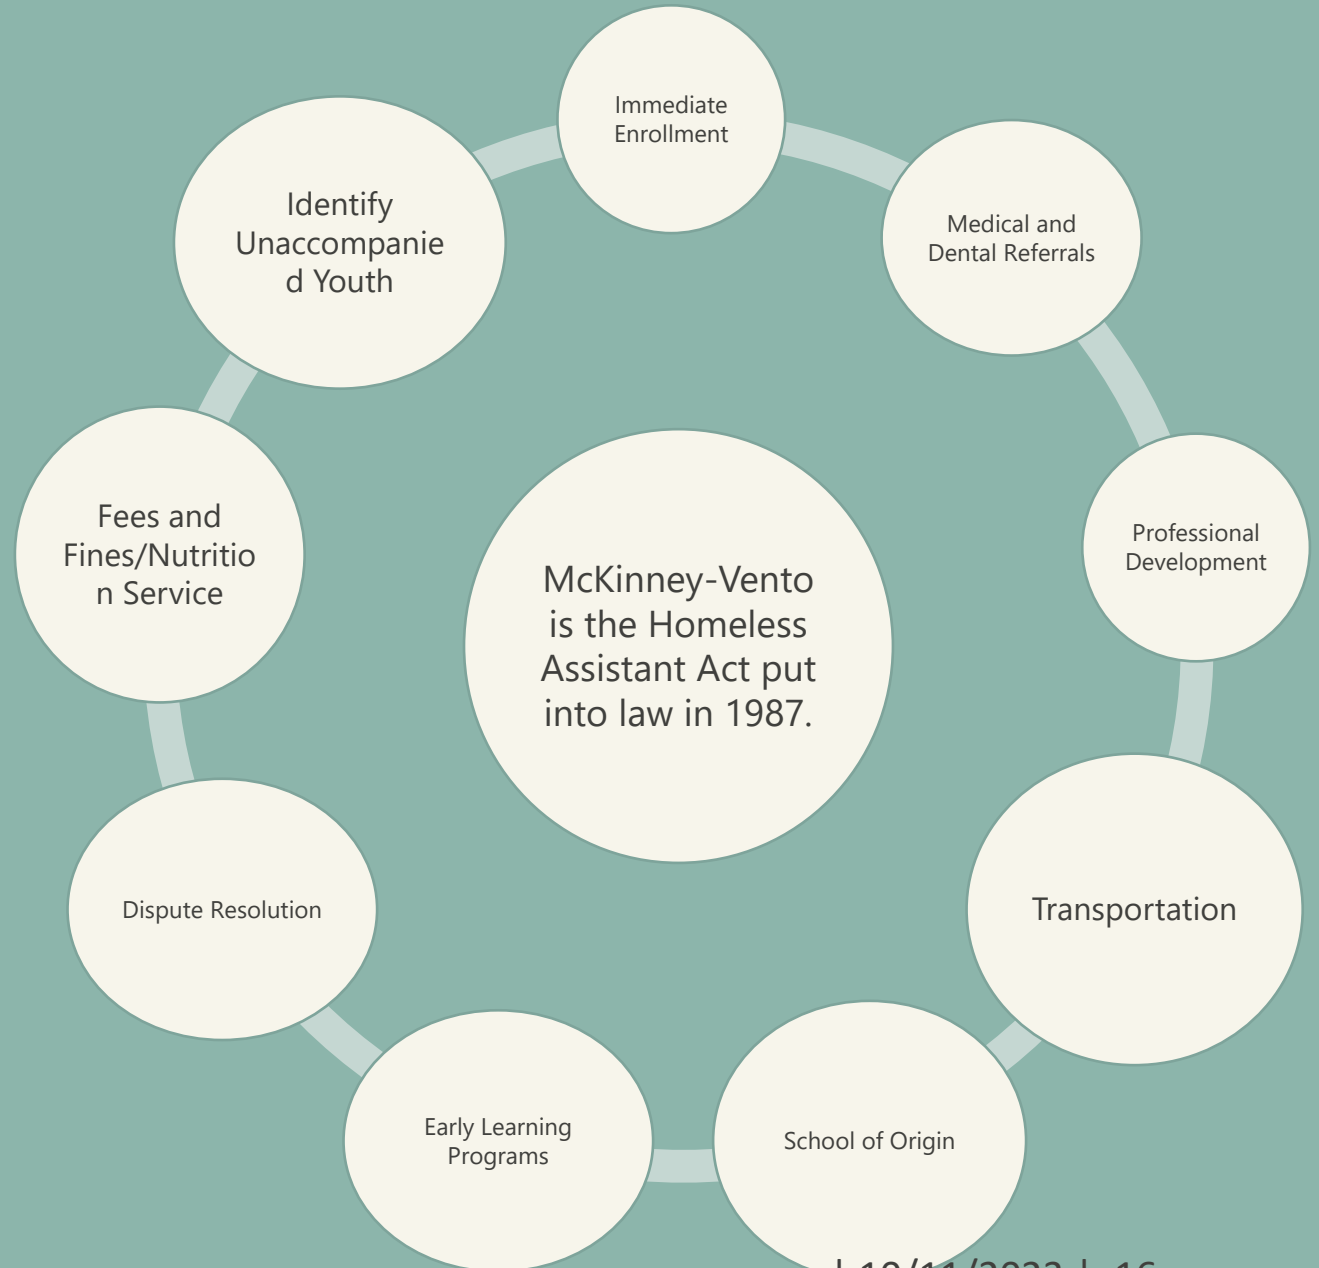 Immediate
Enrollment
Medical and
Dental Referrals
Professional
Development
Transportation
School of Origin
Early Learning
Programs
Dispute Resolution
Fees and
Fines/Nutritio
n Service
Identify
Unaccompanie
d Youth
McKinney-Vento
is the Homeless
Assistant Act put
into law in 1987.